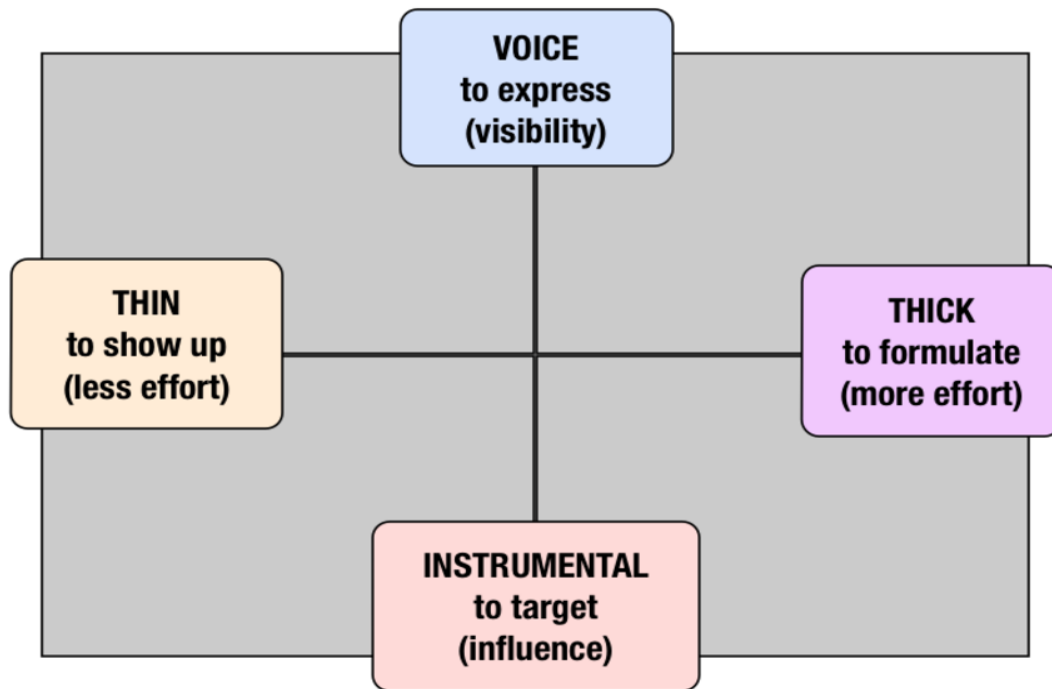 VOICE
to express
(visibility)
THIN
to show up
(less effort)
THICK
to formulate
(more effort)
INSTRUMENTAL
to target
(influence)